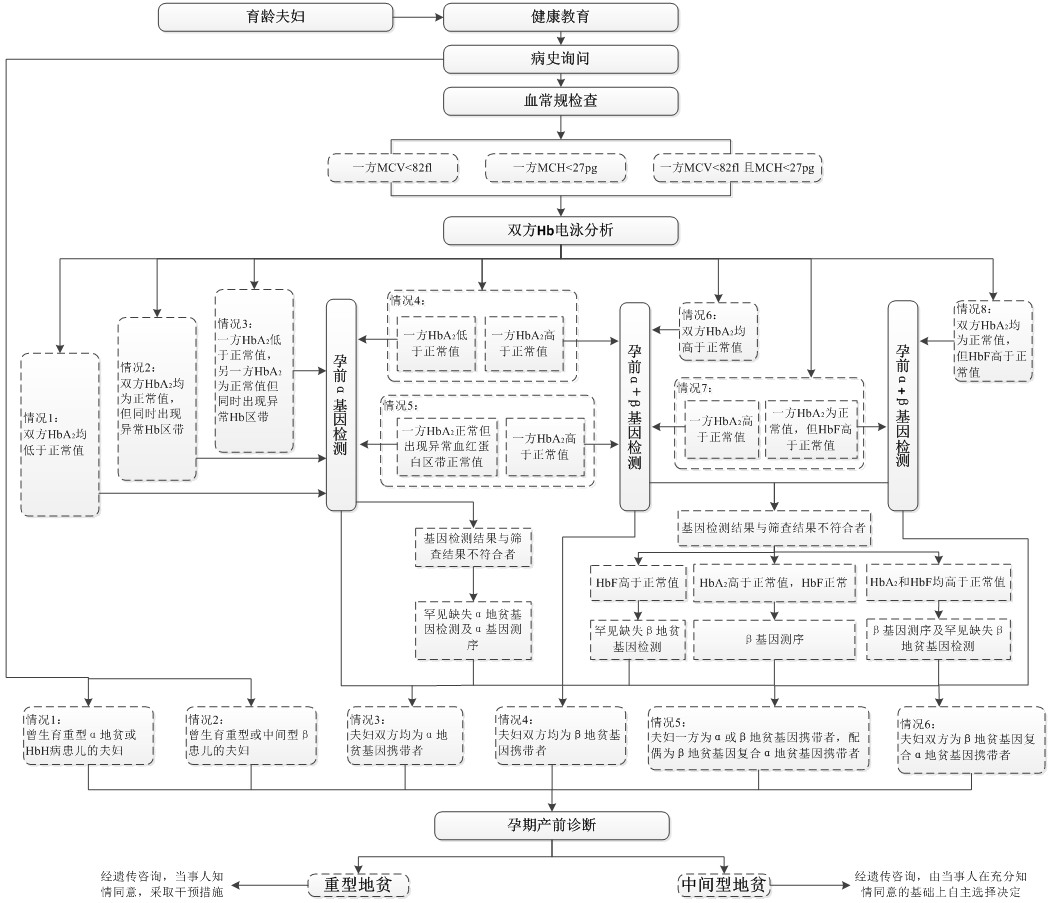 育龄夫妇
健康教育
病史询问
血常规检查
一方MCV<82fl
一方MCH<27pg
一方MCV<82fl 且MCH<27pg
双方Hb电泳分析
情况1：
双方HbA₂均
低于正常值
情况2：
双方HbA₂均
为正常值，
但同时出现
异常Hb区带
情况3：
一方HbA₂低
于正常值，
另一方HbA₂
为正常值但
同时出现异
常Hb区带
孕前α基因检测
情况4：
一方HbA₂低
于正常值
一方HbA₂高
于正常值
情况5：
一方HbA₂正常但
出现异常血红蛋
白区带正常值
一方HbA₂高
于正常值
孕前α+β基因检测
情况6：
双方HbA₂均
高于正常值
情况7：
一方HbA₂高
于正常值
一方HbA₂为正
常值，但HbF高
于正常值
孕前α+β基因检测
情况8：
双方HbA₂均
为正常值，
但HbF高于正
常值
基因检测结果与筛
查结果不符合者
罕见缺失α地贫基
因检测及α基因测
序
基因检测结果与筛查结果不符合者
HbF高于正常值
HbA₂高于正常值，HbF正常
HbA₂和HbF均高于正常值
罕见缺失β地贫
基因检测
β基因测序
β基因测序及罕见缺失β
地贫基因检测
情况1：
曾生育重型α地贫或
HbH病患儿的夫妇
情况2：
曾生育重型或中间型β
患儿的夫妇
情况3：
夫妇双方均为α地
贫基因携带者
情况4：
夫妇双方均为β地贫基
因携带者
情况5：
夫妇一方为α或β地贫基因携带者，配
偶为β地贫基因复合α地贫基因携带者
情况6：
夫妇双方为β地贫基因复
合α地贫基因携带者
孕期产前诊断
经遗传咨询，当事人知
情同意，采取干预措施
重型地贫
中间型地贫
经遗传咨询，由当事人在充分知
情同意的基础上自主选择决定